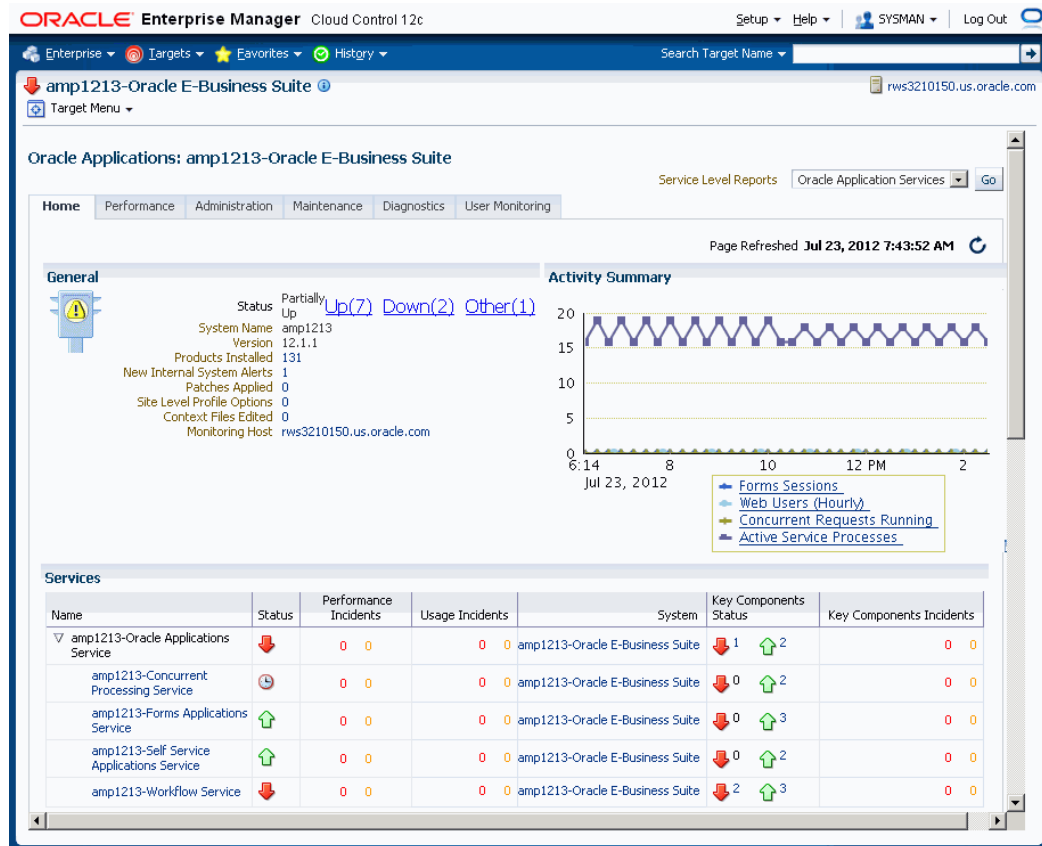 ORACLE Enterprise Manager Cloud Control 12c
Setup Help SYSMAN Log Out
Enterprise Targets Favorites History Search Target Name
amp1213-Oracle E-Business Suite
rws3210150.us.oracle.com
Target Menu
Oracle Applications: amp1213-Oracle E-Business Suite
Service Level Reports Oracle Application Services Go
Home Performance Administration Maintenance Diagnostics User Monitoring
Page Refreshed Jul 23, 2012 7:43:52 AM
General
Status Partially Up Up(7) Down(2) Other(1)
System Name amp1213
Version 12.1.1
Products Installed 131
New Internal System Alerts 1
Patches Applied 0
Site Level Profile Options 0
Context Files Edited 0
Monitoring Host rws3210150.us.oracle.com
Activity Summary
20
15
10
5
0
6:14 8 10 12 PM 2
Jul 23, 2012
Forms Sessions
Web Users (Hourly)
Concurrent Requests Running
Active Service Processes
Services
Name Status Performance Incidents Usage Incidents System Key Components Status Key Components Incidents
amp1213-Oracle Applications Service 0 0 0 0 amp1213-Oracle E-Business Suite 1 2 0 0
amp1213-Concurrent Processing Service 0 0 0 0 amp1213-Oracle E-Business Suite 0 2 0 0
amp1213-Forms Applications Service 0 0 0 0 amp1213-Oracle E-Business Suite 0 3 0 0
amp1213-Self Service Applications Service 0 0 0 0 amp1213-Oracle E-Business Suite 0 2 0 0
amp1213-Workflow Service 0 0 0 0 amp1213-Oracle E-Business Suite 2 3 0 0